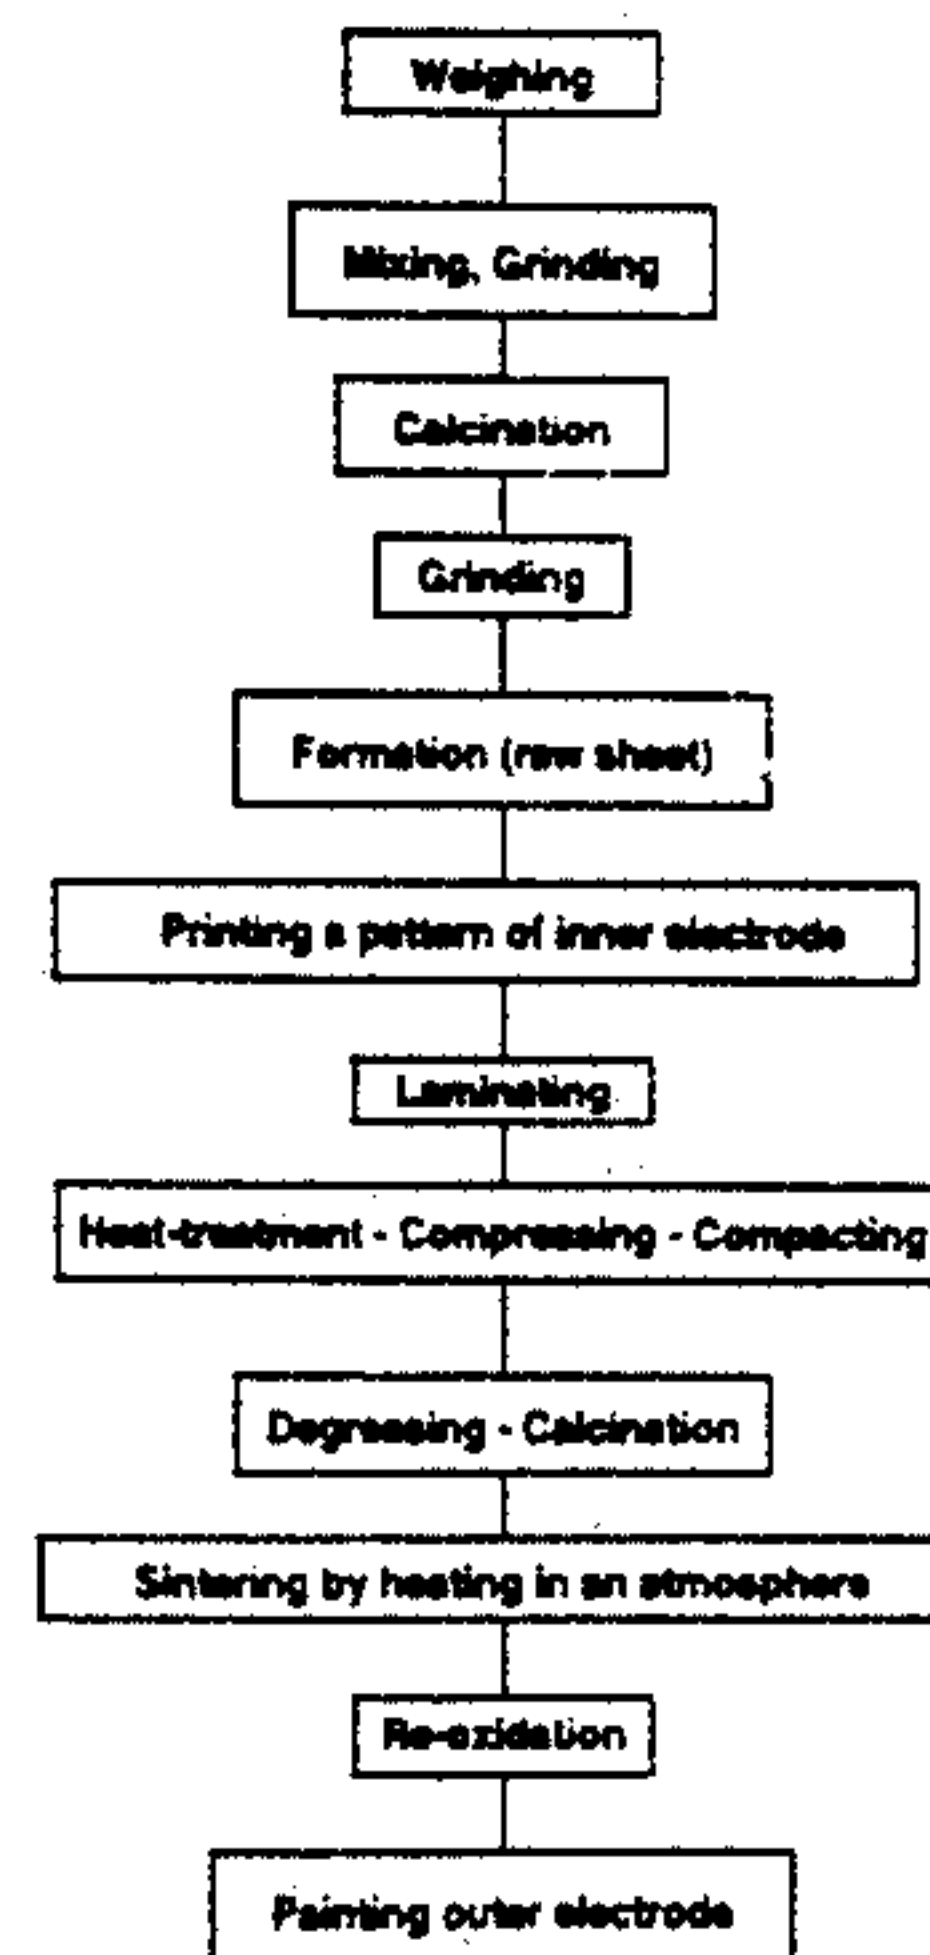 Weighing
Mixing, Grinding
Calcination
Grinding
Formation (raw sheet)
Printing a pattern of inner electrode
Laminating
Heat-treatment - Compressing - Compacting
Degreasing - Calcination
Sintering by heating in an atmosphere
Re-oxidation
Painting outer electrode